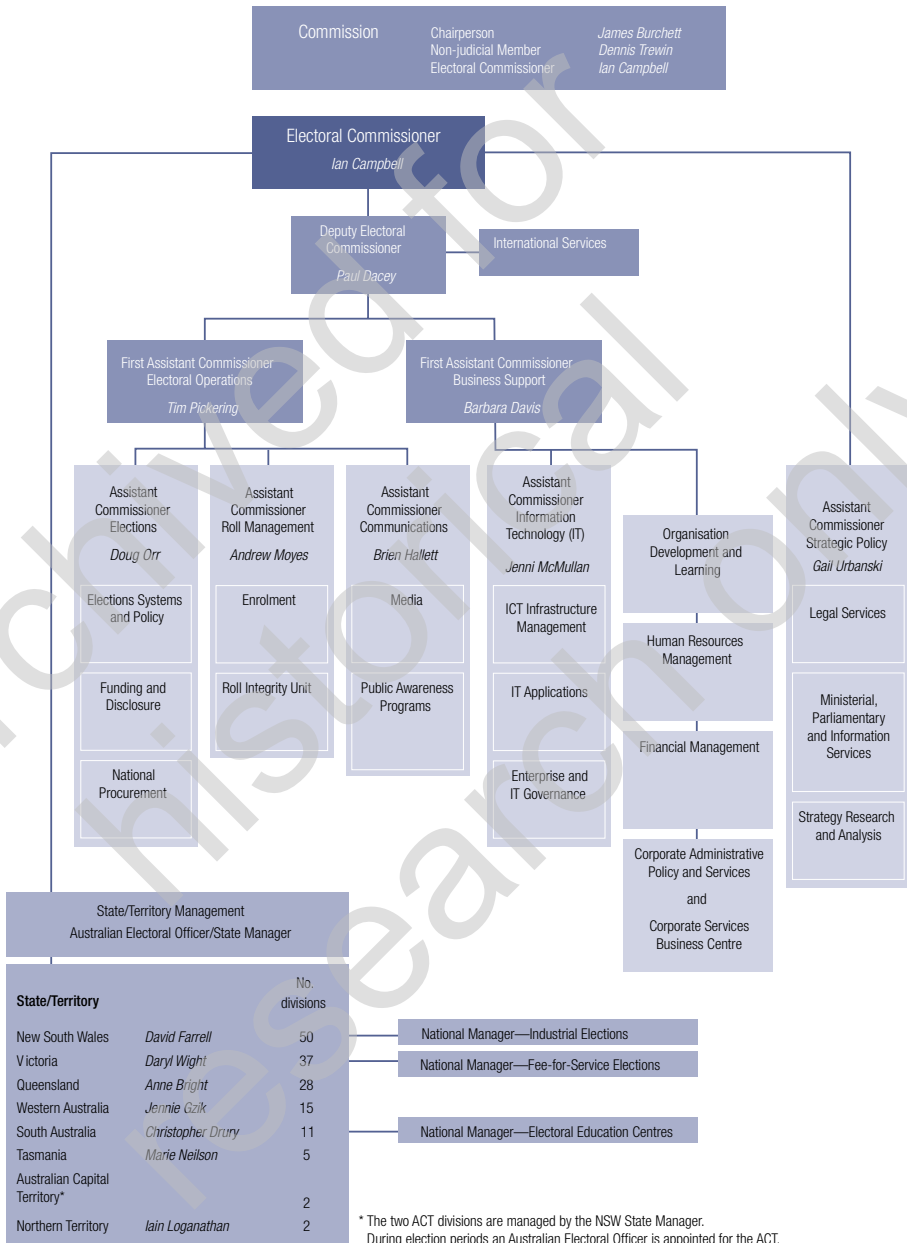 Commission
Chairperson James Burchett
Non-judicial Member Dennis Trewin
Electoral Commissioner Ian Campbell
Electoral Commissioner
Ian Campbell
Deputy Electoral
Commissioner
Paul Dacey
International Services
First Assistant Commissioner
Electoral Operations
Tim Pickering
First Assistant Commissioner
Business Support
Barbara Davis
Assistant
Commissioner
Elections
Doug Orr
Elections Systems
and Policy
Funding and
Disclosure
National
Procurement
Assistant
Commissioner
Roll Management
Andrew Moyes
Enrolment
Roll Integrity Unit
Assistant
Commissioner
Communications
Brien Hallett
Media
Public Awareness
Programs
Assistant
Commissioner
Information
Technology (IT)
Jenni McMullan
ICT Infrastructure
Management
IT Applications
Enterprise and
IT Governance
Organisation
Development and
Learning
Human Resources
Management
Financial Management
Corporate Administrative
Policy and Services
and
Corporate Services
Business Centre
Assistant
Commissioner
Strategic Policy
Gail Urbanski
Legal Services
Ministerial,
Parliamentary
and Information
Services
Strategy Research
and Analysis
State/Territory Management
Australian Electoral Officer/State Manager
State/Territory No.
divisions
New South Wales David Farrell 50 National Manager—Industrial Elections
Victoria Daryl Wight 37 National Manager—Fee-for-Service Elections
Queensland Anne Bright 28
Western Australia Jennie Gzik 15
South Australia Christopher Drury 11 National Manager—Electoral Education Centres
Tasmania Marie Neilson 5
Australian Capital
Territory* 2
Northern Territory Iain Loganathan 2
* The two ACT divisions are managed by the NSW State Manager.
During election periods an Australian Electoral Officer is appointed for the ACT.
archived for
historical
research only